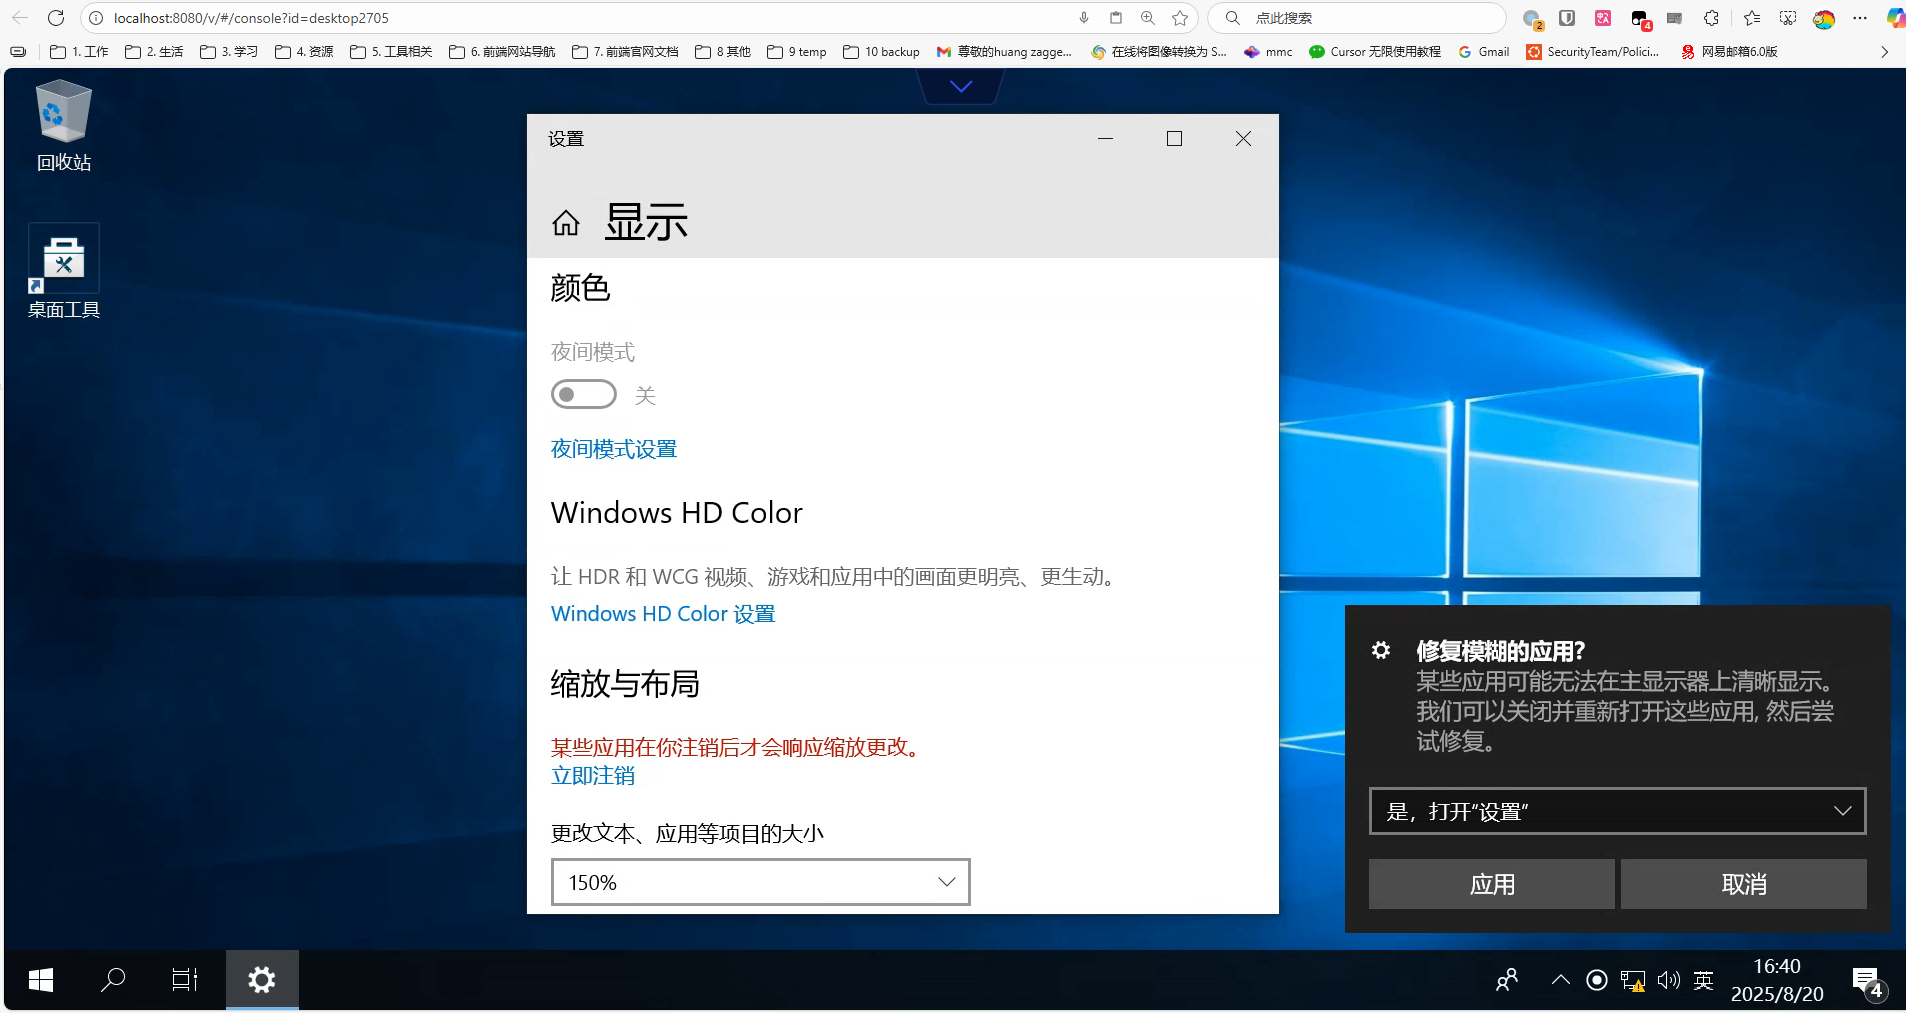 localhost:8080/v/#/console?id=desktop2705
点此搜索
2
4
1. 工作
2. 生活
3. 学习
4. 资源
5. 工具相关
6. 前端网站导航
7. 前端官网文档
8 其他
9 temp
10 backup
尊敬的huang zagge...
在线将图像转换为 S...
mmc
Cursor 无限使用教程
Gmail
SecurityTeam/Polici...
网易邮箱6.0版
回收站
桌面工具
设置
显示
颜色
夜间模式
关
夜间模式设置
Windows HD Color
让 HDR 和 WCG 视频、游戏和应用中的画面更明亮、更生动。
Windows HD Color 设置
缩放与布局
某些应用在你注销后才会响应缩放更改。
立即注销
更改文本、应用等项目的大小
150%
修复模糊的应用?
某些应用可能无法在主显示器上清晰显示。
我们可以关闭并重新打开这些应用, 然后尝
试修复。
是，打开"设置"
应用
取消
英
16:40
2025/8/20
4